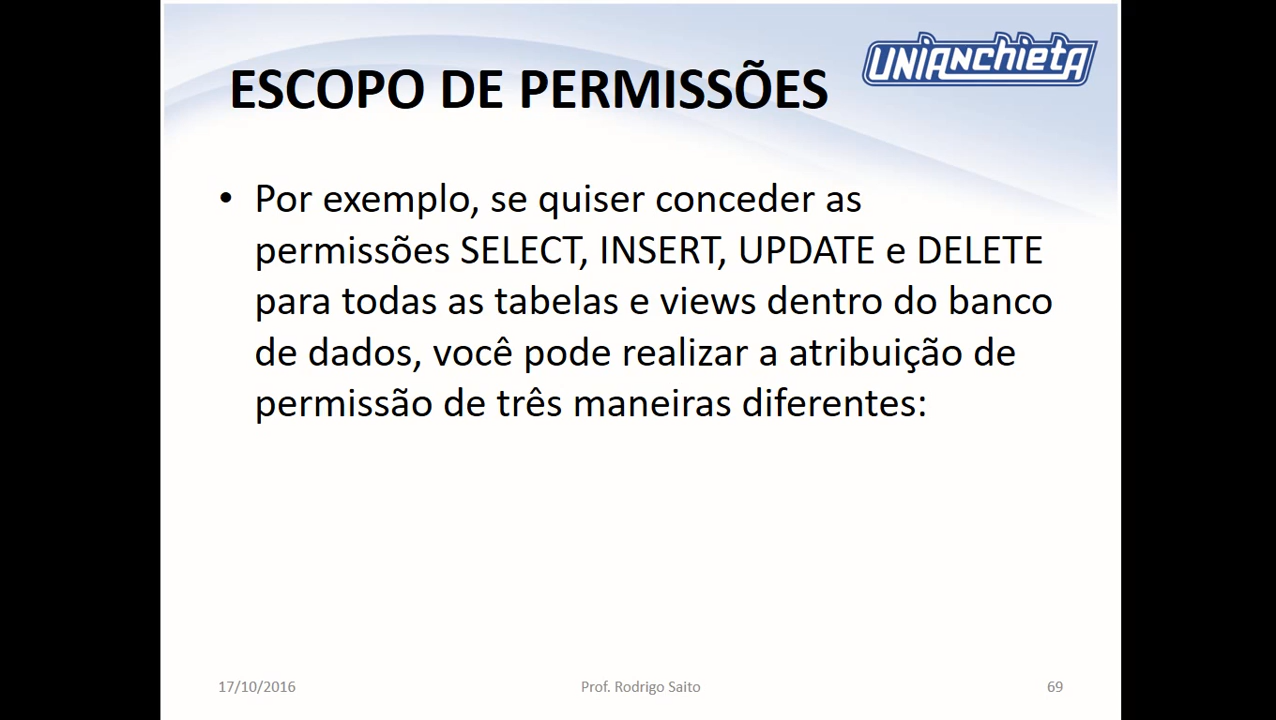 UNIANCHIETA
ESCOPO DE PERMISSÕES
• Por exemplo, se quiser conceder as
permissões SELECT, INSERT, UPDATE e DELETE
para todas as tabelas e views dentro do banco
de dados, você pode realizar a atribuição de
permissão de três maneiras diferentes:
17/10/2016
Prof. Rodrigo Saito
69